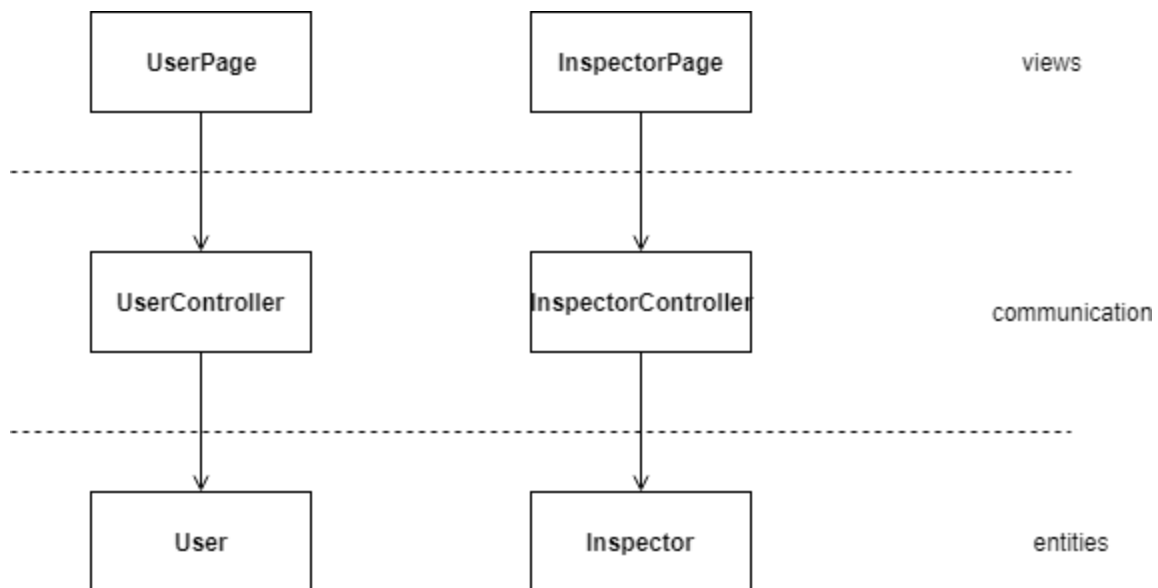 UserPage
InspectorPage
views
UserController
InspectorController
communication
User
Inspector
entities